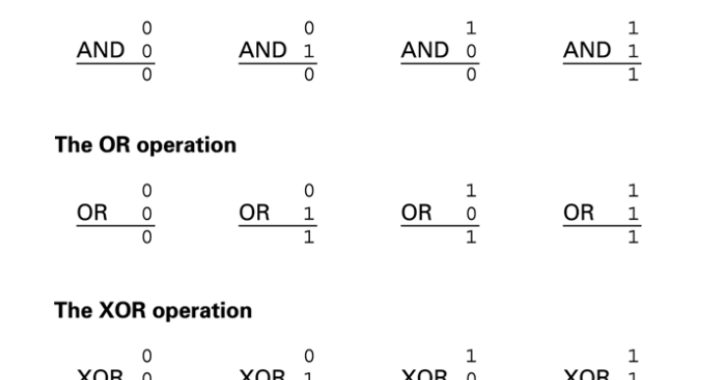 0 0 1 1
AND 0 AND 1 AND 0 AND 1
0 0 0 1
The OR operation
0 0 1 1
OR 0 OR 1 OR 0 OR 1
0 1 1 1
The XOR operation
0 0 1 1
XOR 0 XOR 1 XOR 0 XOR 1